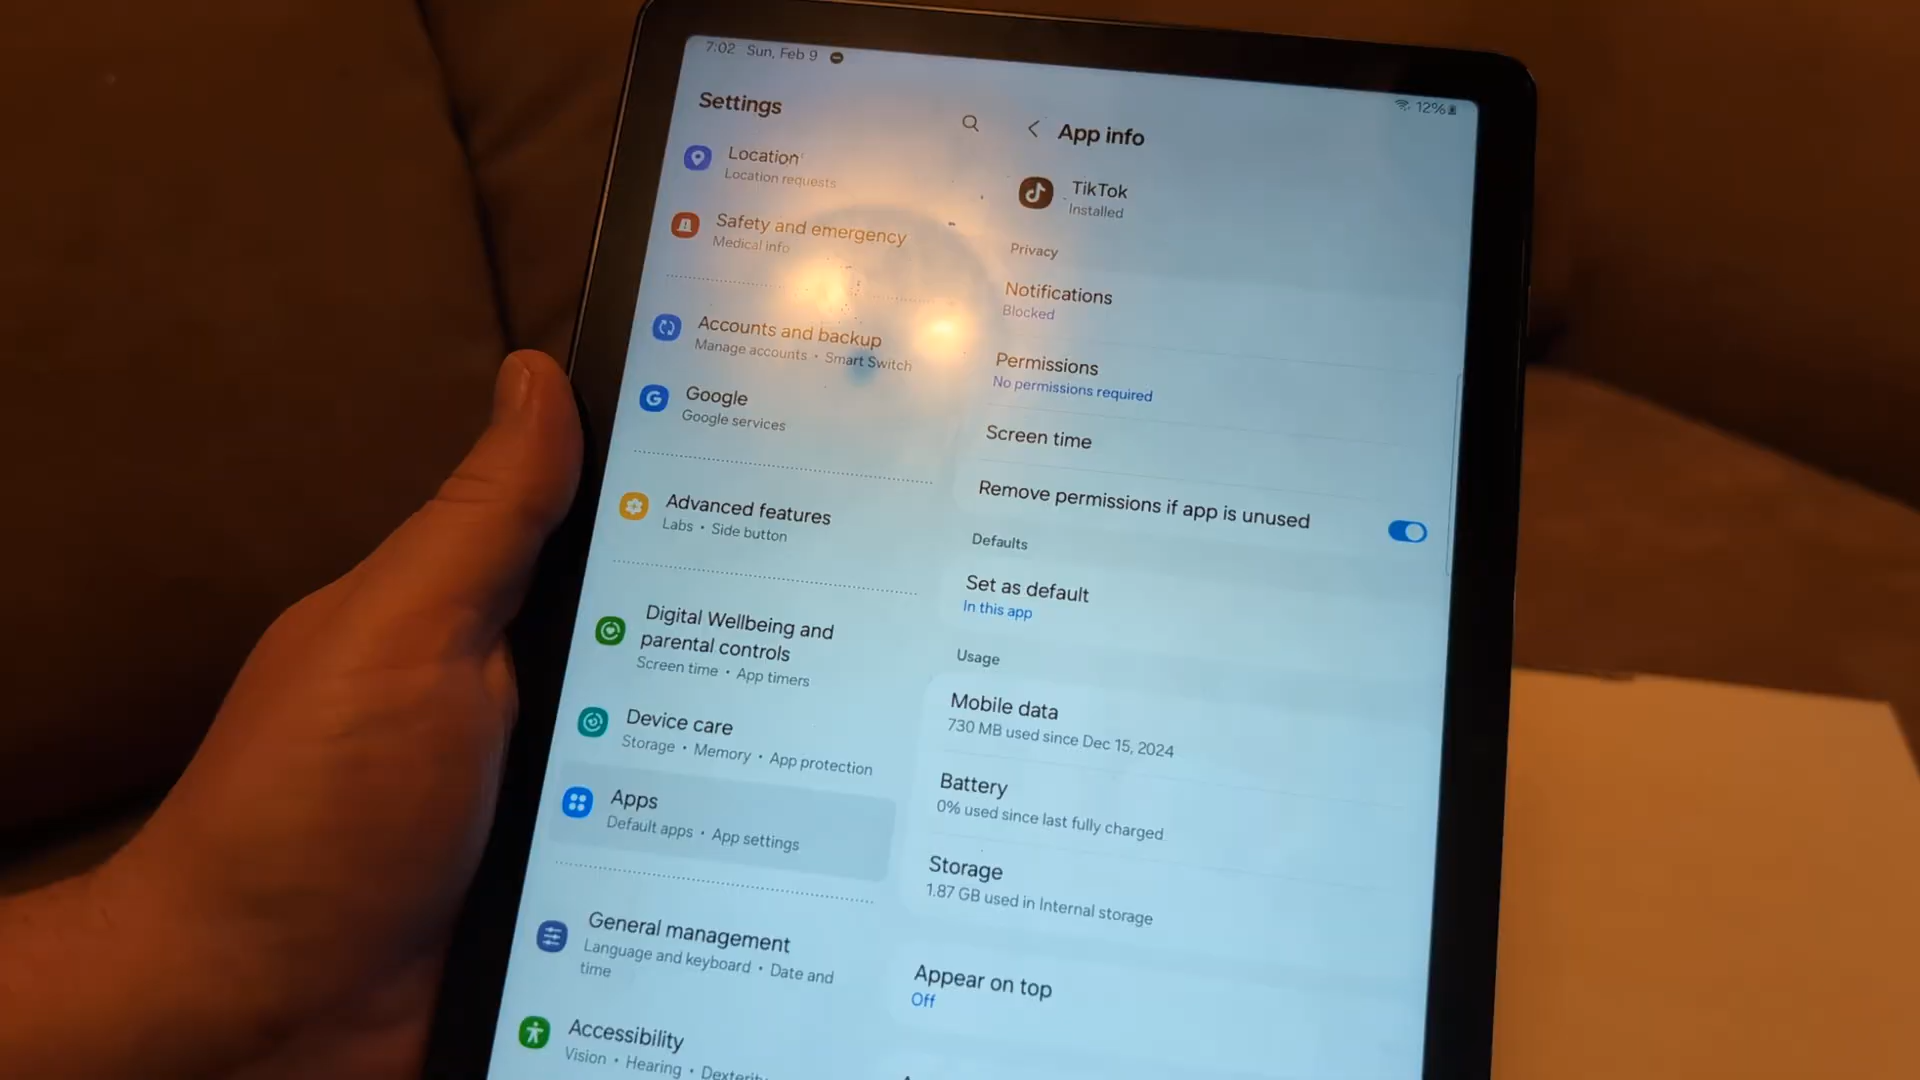 7:02 Sun, Feb 9
12%
Settings
Location
Location requests
Safety and emergency
Medical info
Accounts and backup
Manage accounts • Smart Switch
Google
Google services
Advanced features
Labs • Side button
Digital Wellbeing and
parental controls
Screen time • App timers
Device care
Storage • Memory • App protection
Apps
Default apps • App settings
General management
Language and keyboard • Date and
time
Accessibility
Vision • Hearing •
App info
TikTok
Installed
Privacy
Notifications
Blocked
Permissions
No permissions required
Screen time
Remove permissions if app is unused
Defaults
Set as default
In this app
Usage
Mobile data
730 MB used since Dec 15, 2024
Battery
0% used since last fully charged
Storage
1.87 GB used in Internal storage
Appear on top
Off